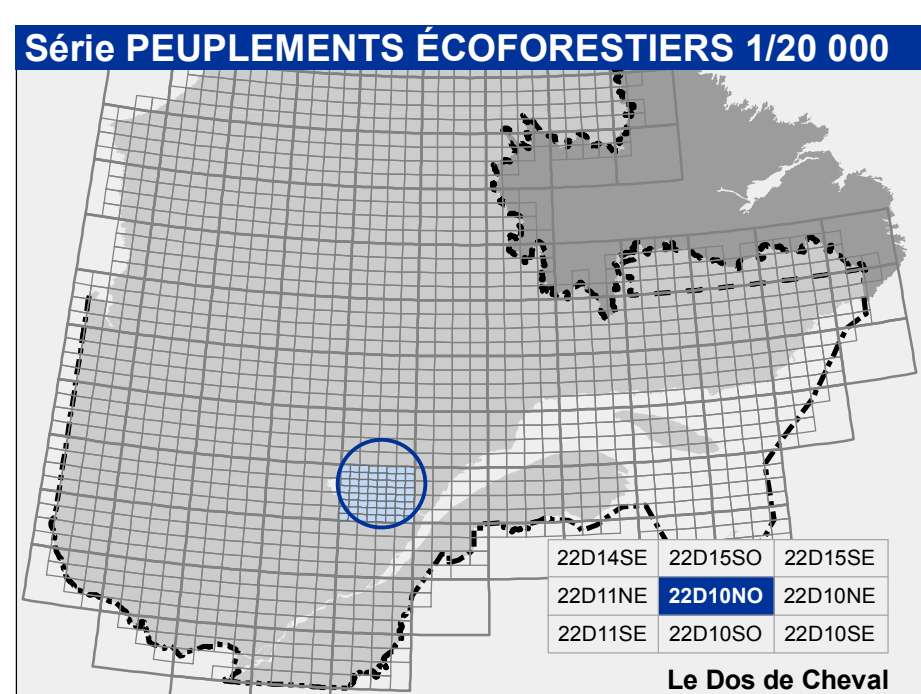 Série PEUPLEMENTS ÉCOFORESTIERS 1/20 000
22D14SE 22D15SO 22D15SE
22D11NE 22D10NO 22D10NE
22D11SE 22D10SO 22D10SE
Le Dos de Cheval